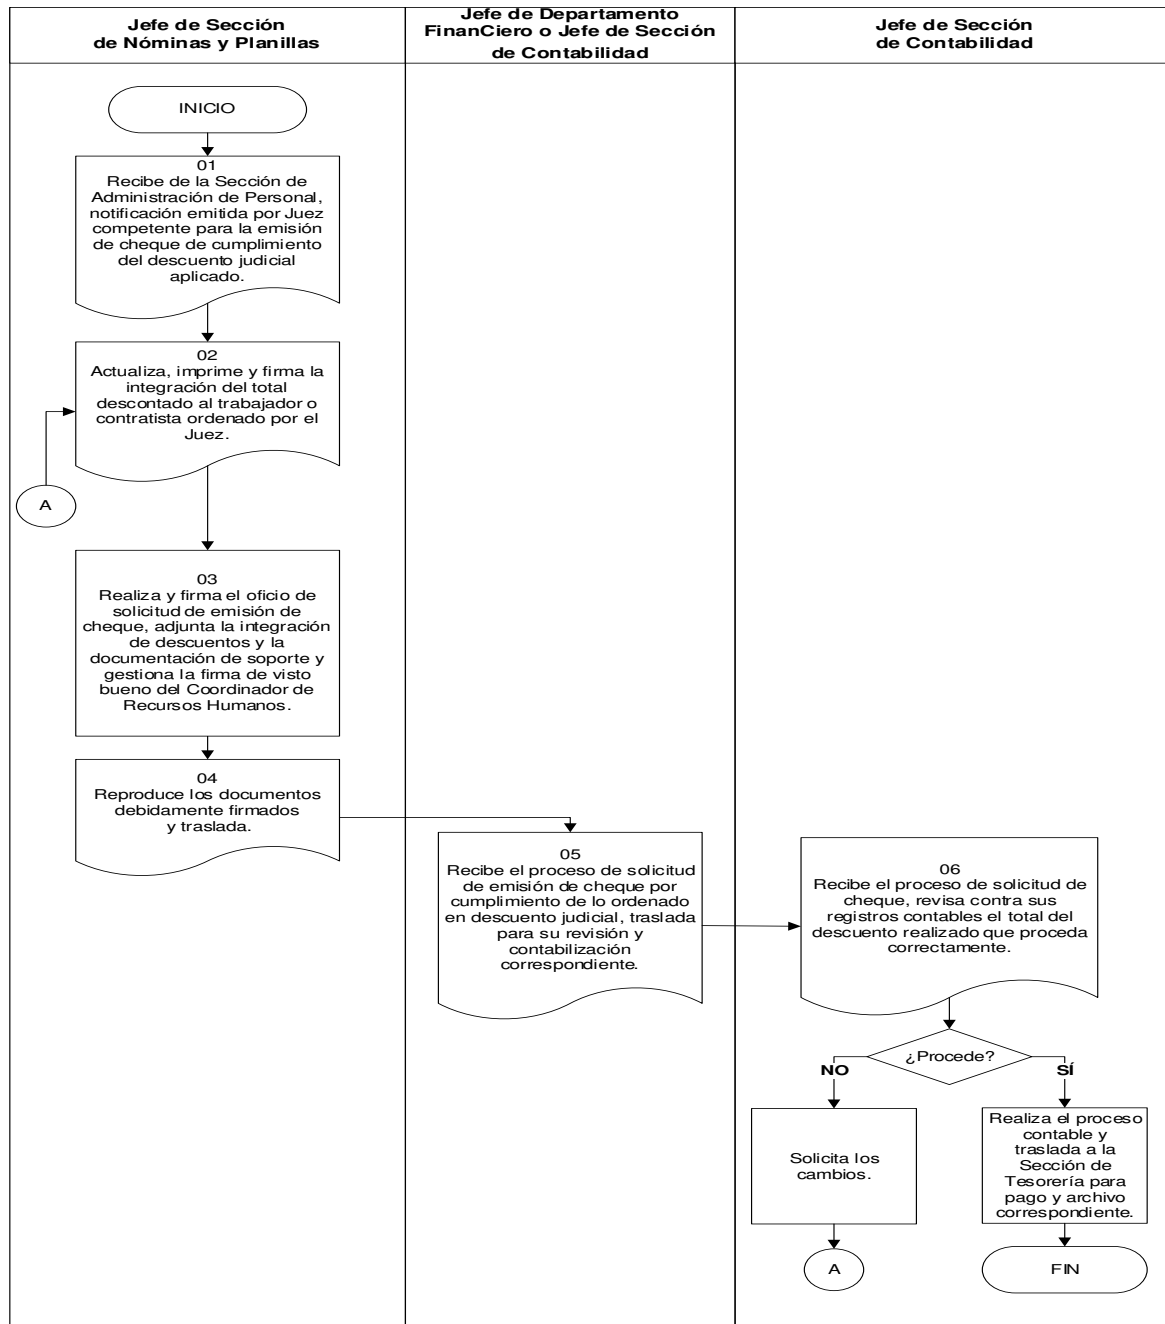 Jefe de Sección
de Nóminas y Planillas
Jefe de Departamento
FinanCiero o Jefe de Sección
de Contabilidad
Jefe de Sección
de Contabilidad
INICIO
01
Recibe de la Sección de
Administración de Personal,
notificación emitida por Juez
competente para la emisión
de cheque de cumplimiento
del descuento judicial
aplicado.
02
Actualiza, imprime y firma la
integración del total
descontado al trabajador o
contratista ordenado por el
Juez.
A
03
Realiza y firma el oficio de
solicitud de emisión de
cheque, adjunta la integración
de descuentos y la
documentación de soporte y
gestiona la firma de visto
bueno del Coordinador de
Recursos Humanos.
04
Reproduce los documentos
debidamente firmados
y traslada.
05
Recibe el proceso de solicitud
de emisión de cheque por
cumplimiento de lo ordenado
en descuento judicial, traslada
para su revisión y
contabilización
correspondiente.
06
Recibe el proceso de solicitud de
cheque, revisa contra sus
registros contables el total del
descuento realizado que proceda
correctamente.
¿Procede?
NO
SÍ
Solicita los
cambios.
Realiza el proceso
contable y
traslada a la
Sección de
Tesorería para
pago y archivo
correspondiente.
A
FIN